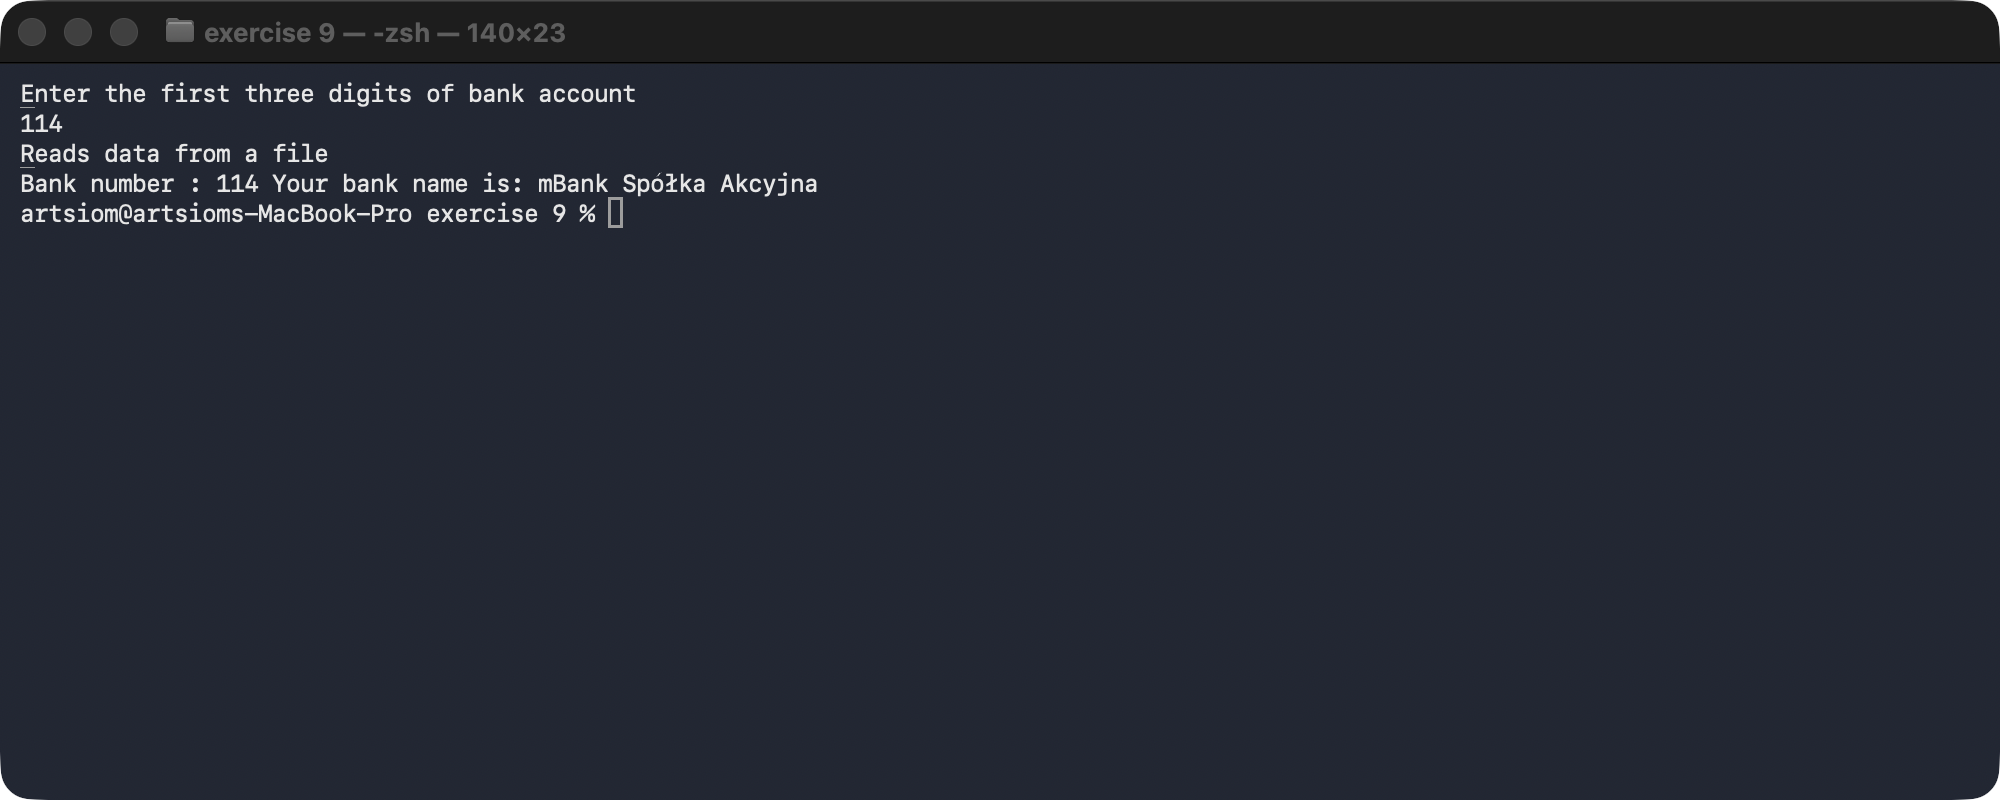 exercise 9 — -zsh — 140×23
Enter the first three digits of bank account
114
Reads data from a file
Bank number : 114 Your bank name is: mBank Spółka Akcyjna
artsiom@artsioms-MacBook-Pro exercise 9 %